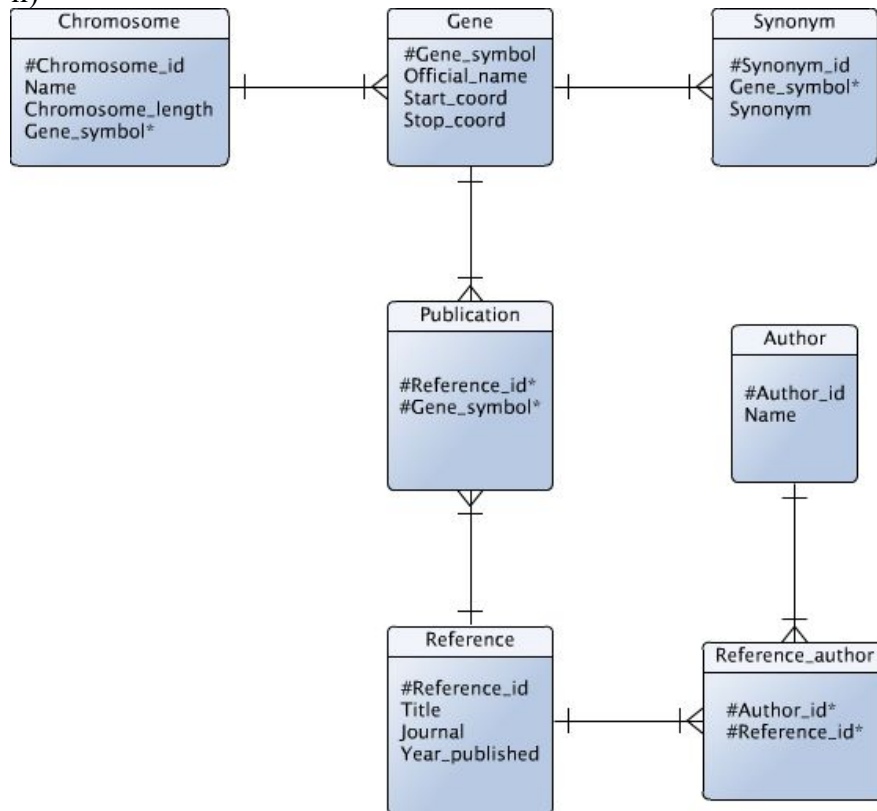 Chromosome
#Chromosome_id
Name
Chromosome_length
Gene_symbol*
Gene
#Gene_symbol
Official_name
Start_coord
Stop_coord
Synonym
#Synonym_id
Gene_symbol*
Synonym
Publication
#Reference_id*
#Gene_symbol*
Author
#Author_id
Name
Reference
#Reference_id
Title
Journal
Year_published
Reference_author
#Author_id*
#Reference_id*